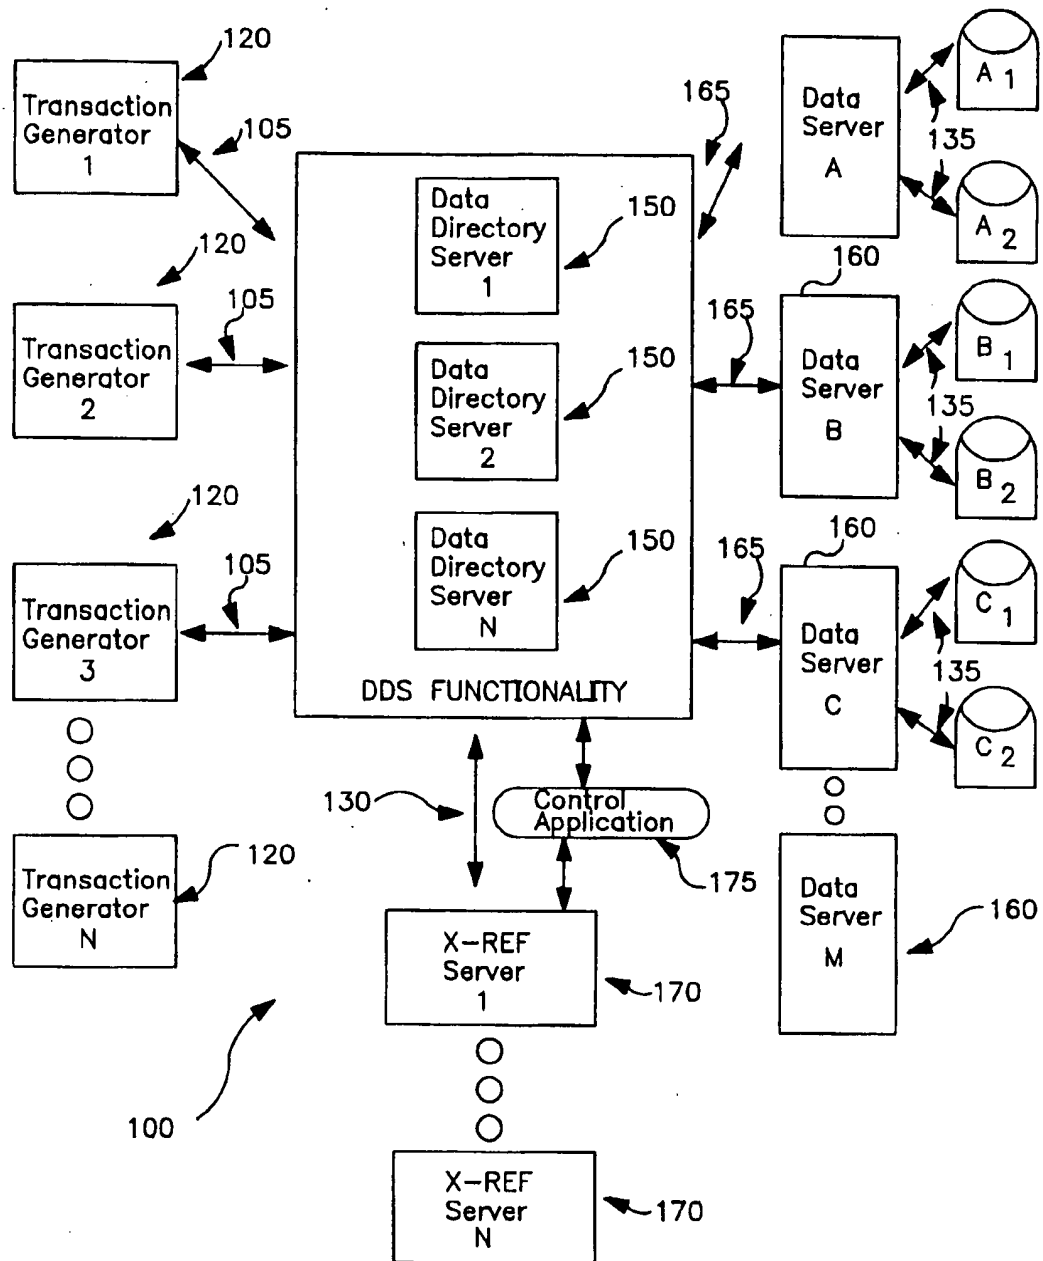 120
Transaction
Generator
1
105
120
Transaction
Generator
2
105
120
Transaction
Generator
3
105
Transaction
Generator
N
120
100
Data
Directory
Server
1
150
Data
Directory
Server
2
150
Data
Directory
Server
N
150
DDS FUNCTIONALITY
130
Control
Application
175
X-REF
Server
1
170
X-REF
Server
N
170
165
Data
Server
A
135
A 1
A 2
165
160
Data
Server
B
135
B 1
B 2
165
160
Data
Server
C
135
C 1
C 2
Data
Server
M
160